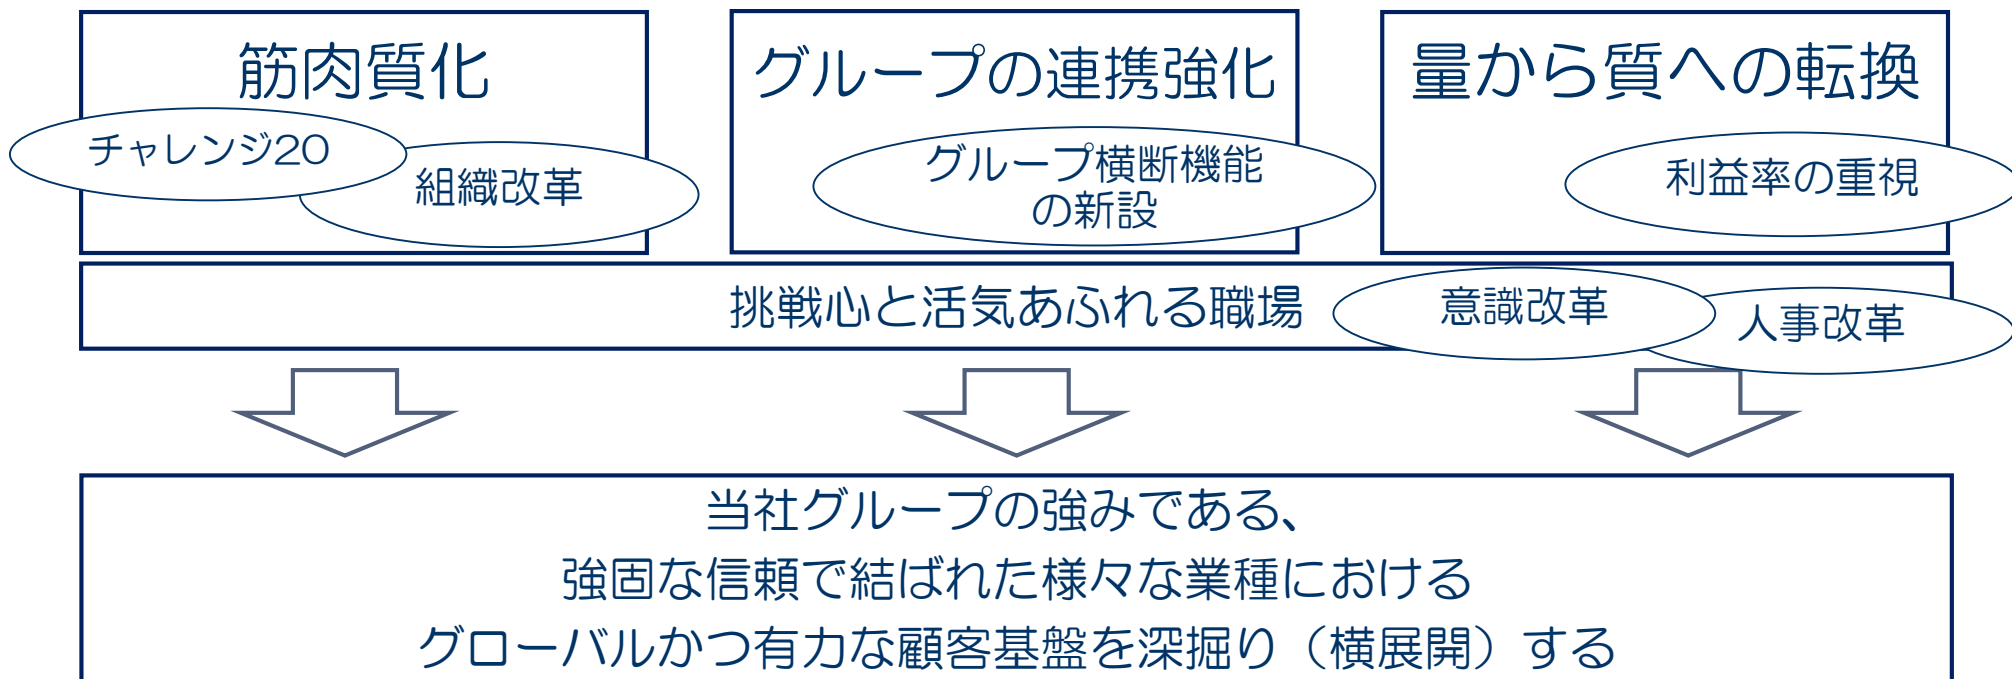 筋肉質化
チャレンジ20
組織改革
グループの連携強化
グループ横断機能
の新設
量から質への転換
利益率の重視
挑戦心と活気あふれる職場
意識改革
人事改革
当社グループの強みである、
強固な信頼で結ばれた様々な業種における
グローバルかつ有力な顧客基盤を深掘り（横展開）する